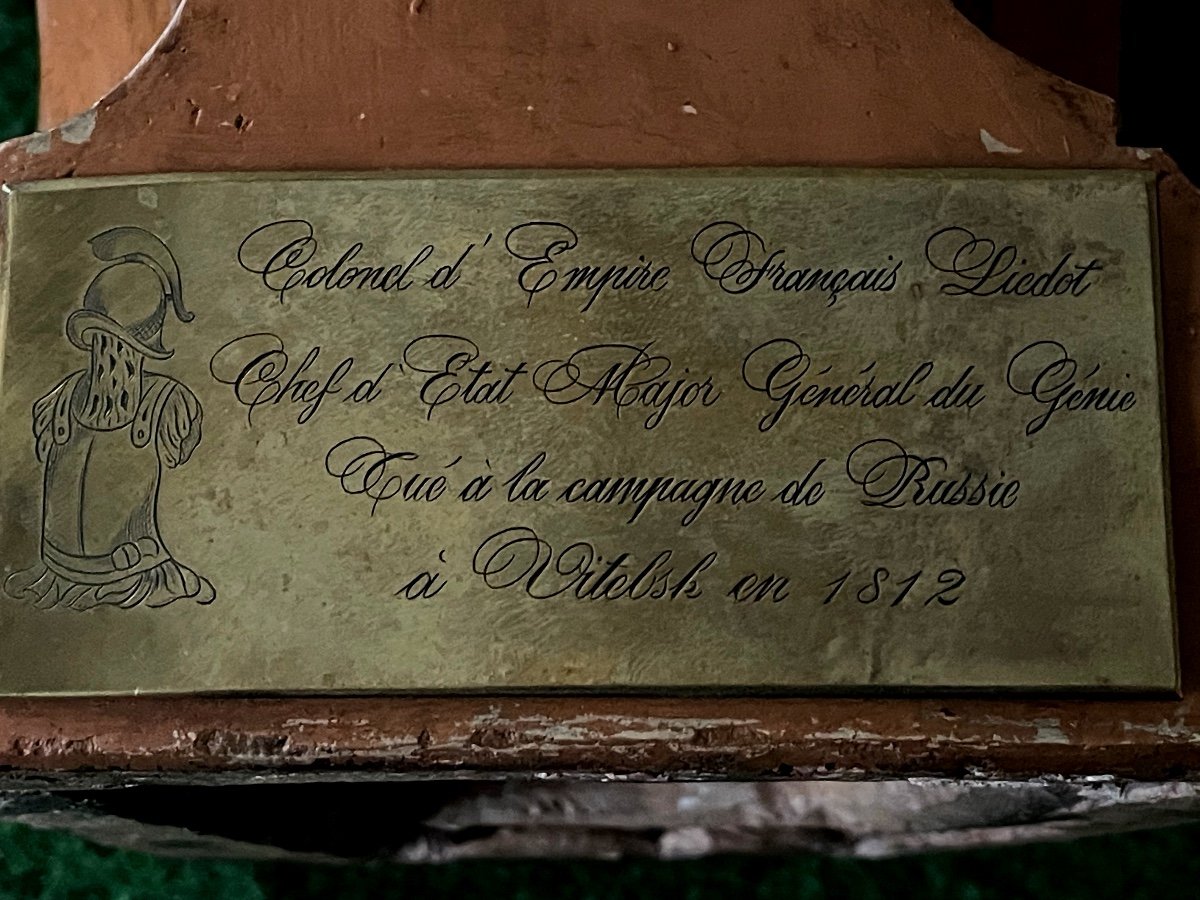 Colonel d' Empire Français Liedot
Chef d' Etat Major Général du Génie
Tué à la campagne de Russie
à Vitebsk en 1812